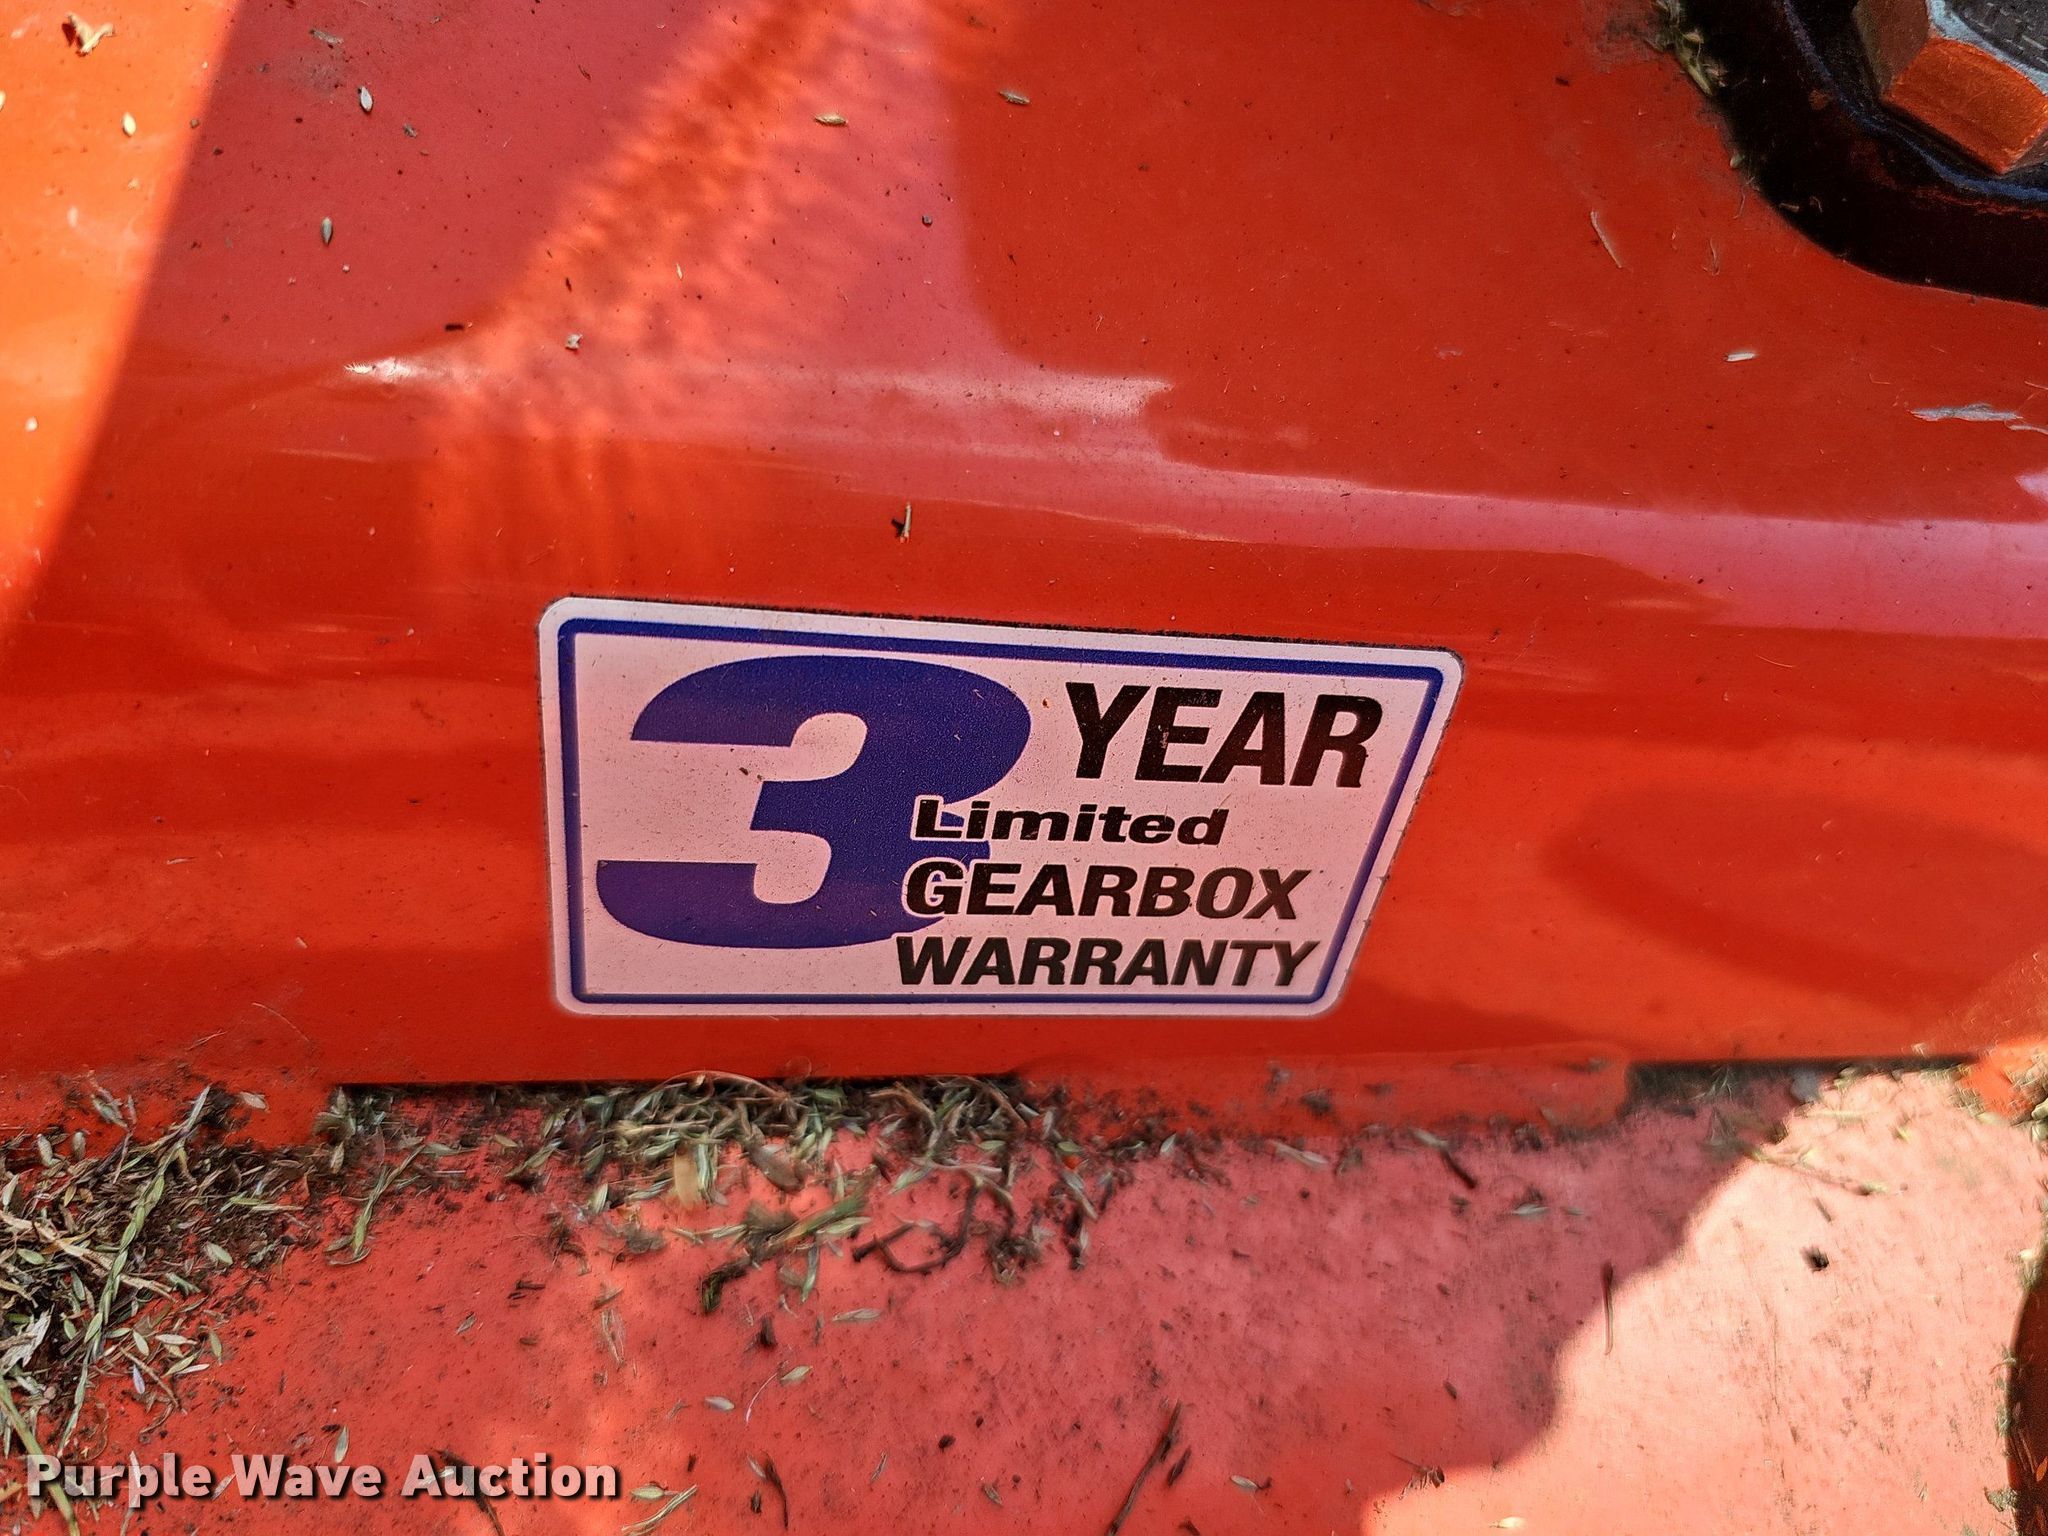 3 YEAR
Limited
GEARBOX
WARRANTY
Purple Wave Auction